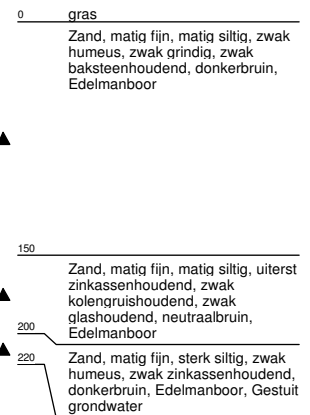 0 gras
Zand, matig fijn, matig siltig, zwak
humeus, zwak grindig, zwak
baksteenhoudend, donkerbruin,
Edelmanboor
150
Zand, matig fijn, matig siltig, uiterst
zinkassenhoudend, zwak
kolengruishoudend, zwak
glashoudend, neutraalbruin,
200 Edelmanboor
220 Zand, matig fijn, sterk siltig, zwak
humeus, zwak zinkassenhoudend,
donkerbruin, Edelmanboor, Gestuit
grondwater